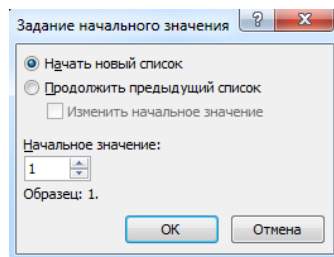 Задание начального значения
Начать новый список
Продолжить предыдущий список
Изменить начальное значение
Начальное значение:
1
Образец: 1.
ОК
Отмена